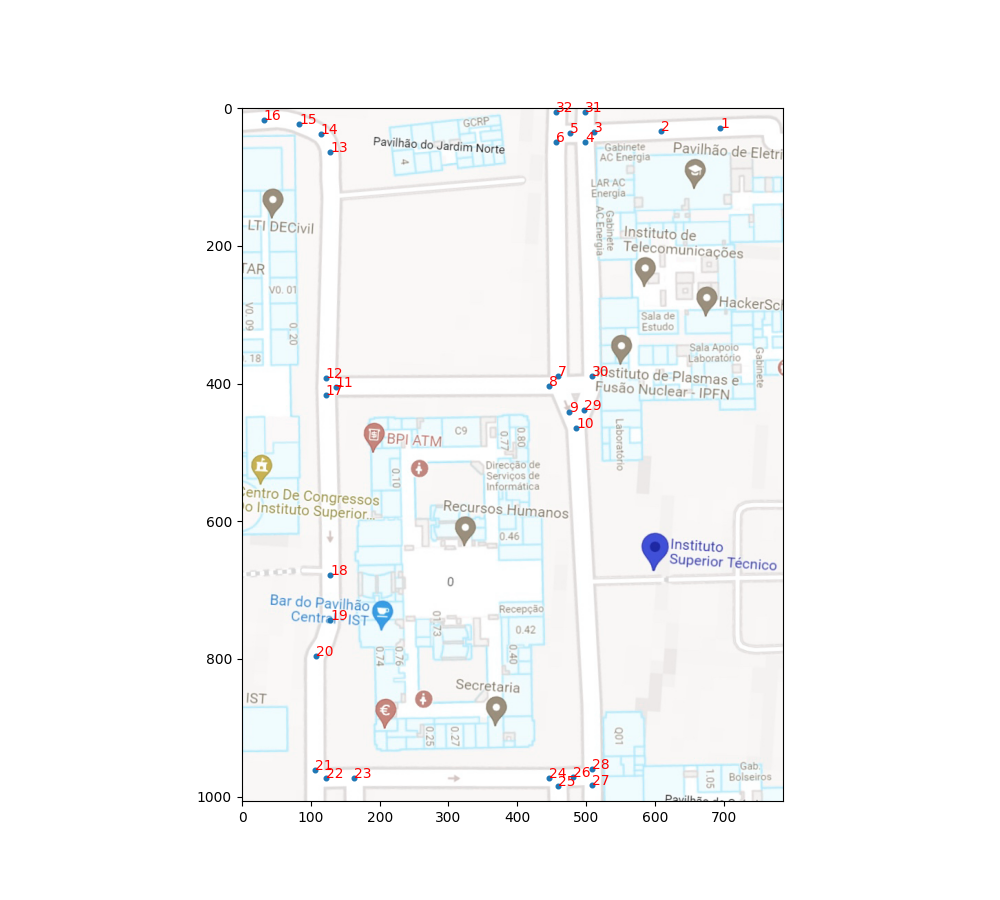 0
200
400
600
800
1000
0
100
200
300
400
500
600
700
16
15
14
13
32
31
5
3
6
4
2
1
12
11
17
7
8
30
9
29
10
18
19
20
21
22
23
24
25
26
28
27
GCRP
Pavilhão do Jardim Norte
4
Gabinete
AC Energia
Pavilhão de Eletri
LAR AC
Energia
Gabinete
AC Energia
LTI DECivil
TAR
V0. 01
V0. 09
0. 20
. 18
Instituto de
Telecomunicações
HackerSch
Sala de
Estudo
Sala Apoio
Laboratório
Gabinete
Instituto de Plasmas e
Fusão Nuclear - IPFN
Laboratório
BPI ATM
C9
0.77
0.80
0.10
Direcção de
Serviços de
Informática
Centro De Congressos
Do Instituto Superior...
Recursos Humanos
0.46
Instituto
Superior Técnico
0
Bar do Pavilhão
Central IST
Recepção
0.42
01.73
0.74
0.76
0.40
Secretaria
IST
€
0.25
0.27
Q01
Gab.
Bolseiros
1.05